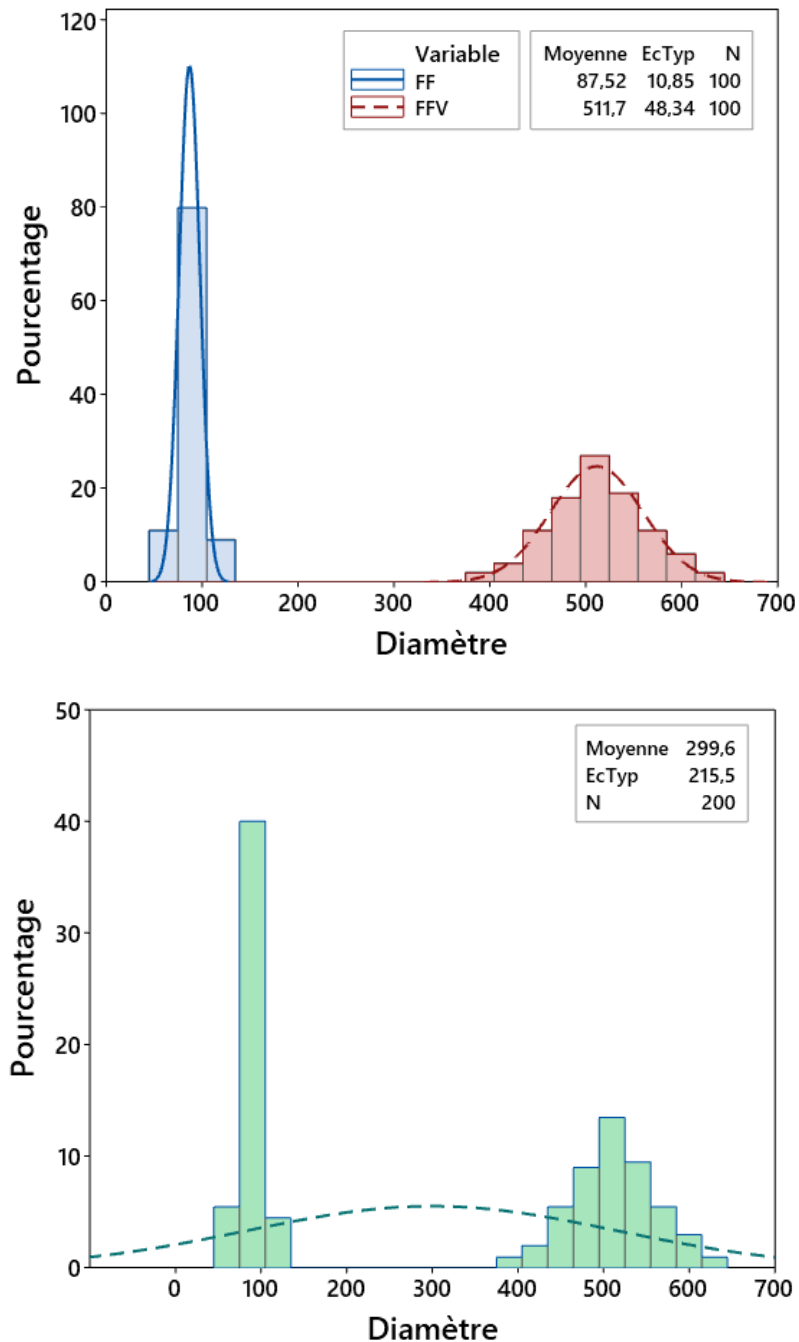 120
100
80
60
40
20
0
Pourcentage
Variable
FF
FFV
Moyenne EcTyp N
87,52 10,85 100
511,7 48,34 100
0 100 200 300 400 500 600 700
Diamètre
50
40
30
20
10
0
Pourcentage
Moyenne 299,6
EcTyp 215,5
N 200
0 100 200 300 400 500 600 700
Diamètre